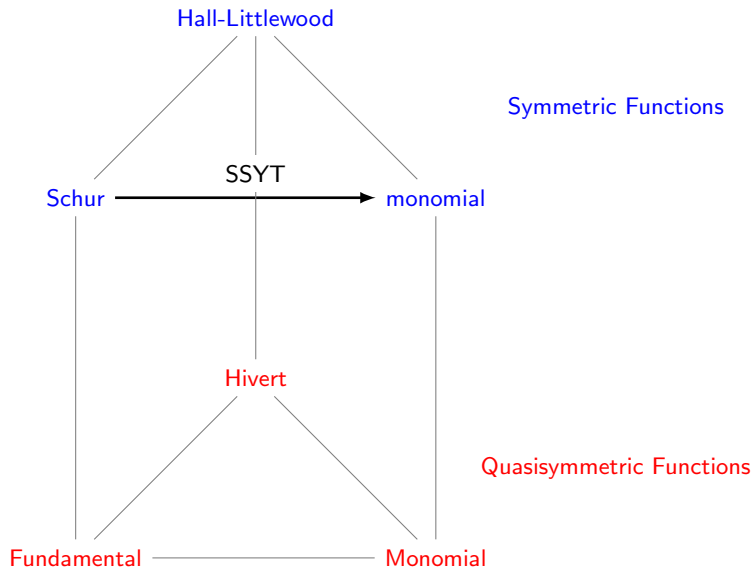 Hall-Littlewood
Symmetric Functions
SSYT
Schur
monomial
Hivert
Quasisymmetric Functions
Fundamental
Monomial